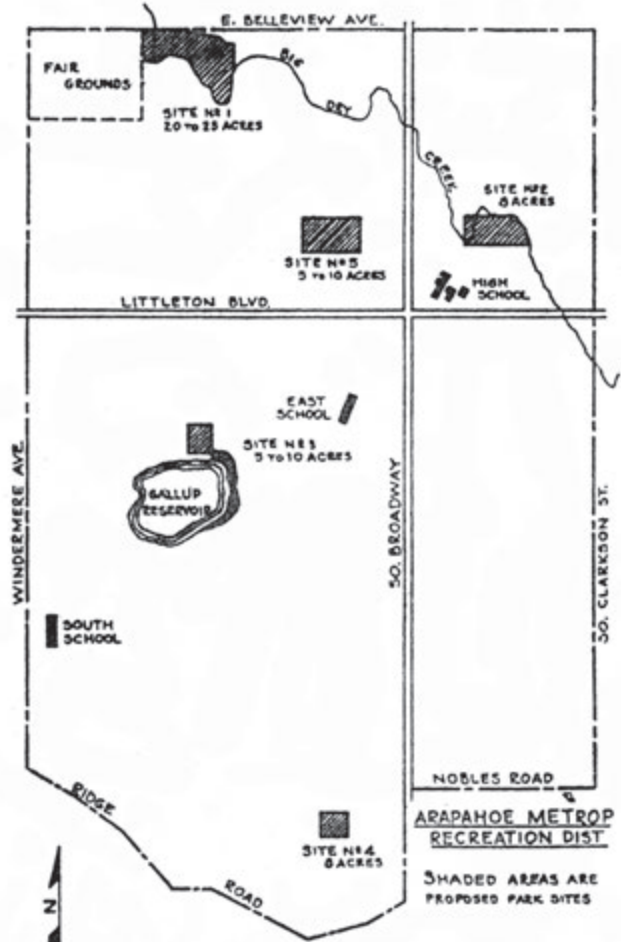 E. BELLEVIEW AVE.
FAIR
GROUNDS
BIG
DRY
CREEK
SITE Nº 1
20 TO 25 ACRES
SITE Nº 2
8 ACRES
SITE Nº 5
5 TO 10 ACRES
HIGH
SCHOOL
LITTLETON BLVD.
EAST
SCHOOL
SITE Nº 3
5 TO 10 ACRES
GALLUP
RESERVOIR
WINDERMERE AVE.
SO. BROADWAY
SO. CLARKSON ST.
SOUTH
SCHOOL
RIDGE
ROAD
NOBLES ROAD
SITE Nº 4
8 ACRES
ARAPAHOE METROP
RECREATION DIST
SHADED AREAS ARE
PROPOSED PARK SITES
N